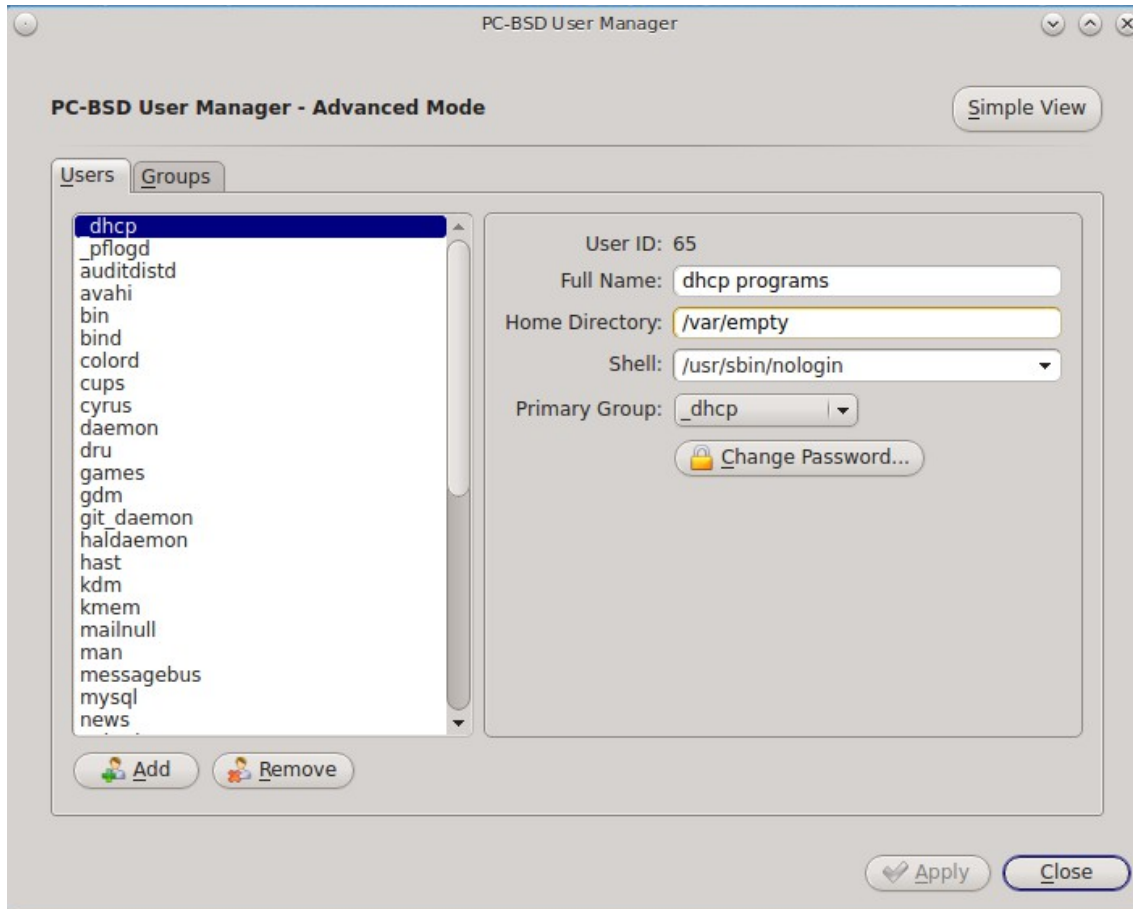 PC-BSD User Manager
PC-BSD User Manager - Advanced Mode
Simple View
Users
Groups
_dhcp
_pflogd
auditdistd
avahi
bin
bind
colord
cups
cyrus
daemon
dru
games
gdm
git_daemon
haldaemon
hast
kdm
kmem
mailnull
man
messagebus
mysql
news
User ID: 65
Full Name: dhcp programs
Home Directory: /var/empty
Shell: /usr/sbin/nologin
Primary Group: _dhcp
Change Password...
Add
Remove
Apply
Close